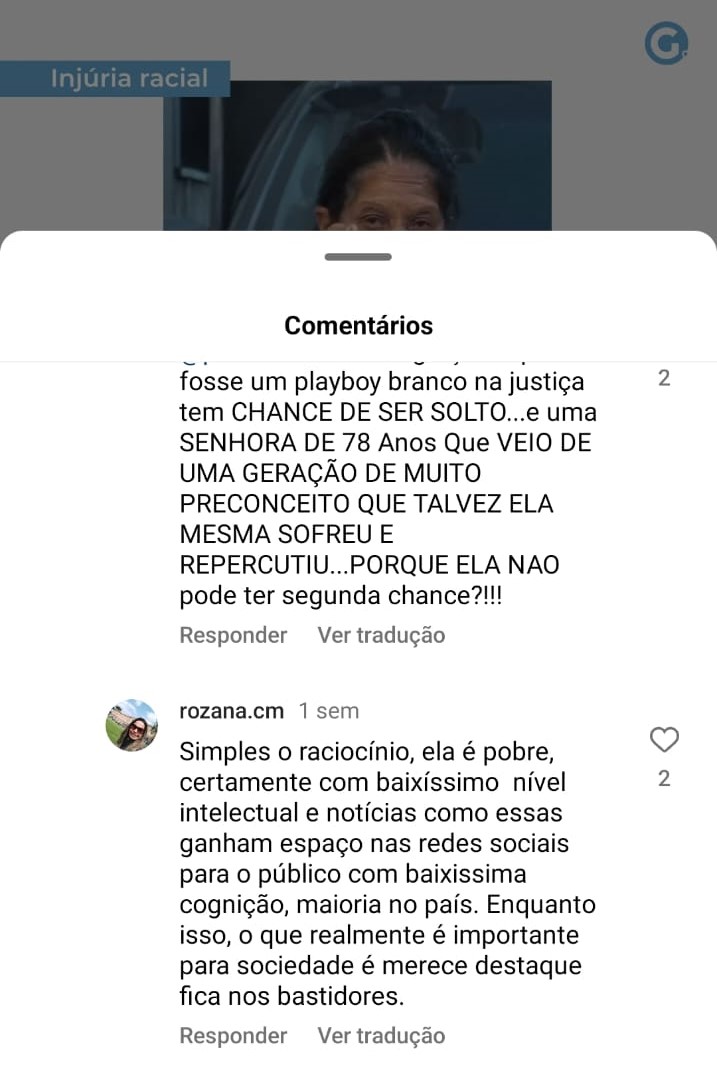 G.
Injúria racial
Comentários
fosse um playboy branco na justiça
2
tem CHANCE DE SER SOLTO...e uma
SENHORA DE 78 Anos Que VEIO DE
UMA GERAÇÃO DE MUITO
PRECONCEITO QUE TALVEZ ELA
MESMA SOFREU E
REPERCUTIU...PORQUE ELA NAO
pode ter segunda chance?!!!
Responder Ver tradução
rozana.cm 1 sem
Simples o raciocínio, ela é pobre,
certamente com baixíssimo nível
2
intelectual e notícias como essas
ganham espaço nas redes sociais
para o público com baixissima
cognição, maioria no país. Enquanto
isso, o que realmente é importante
para sociedade é merece destaque
fica nos bastidores.
Responder Ver tradução